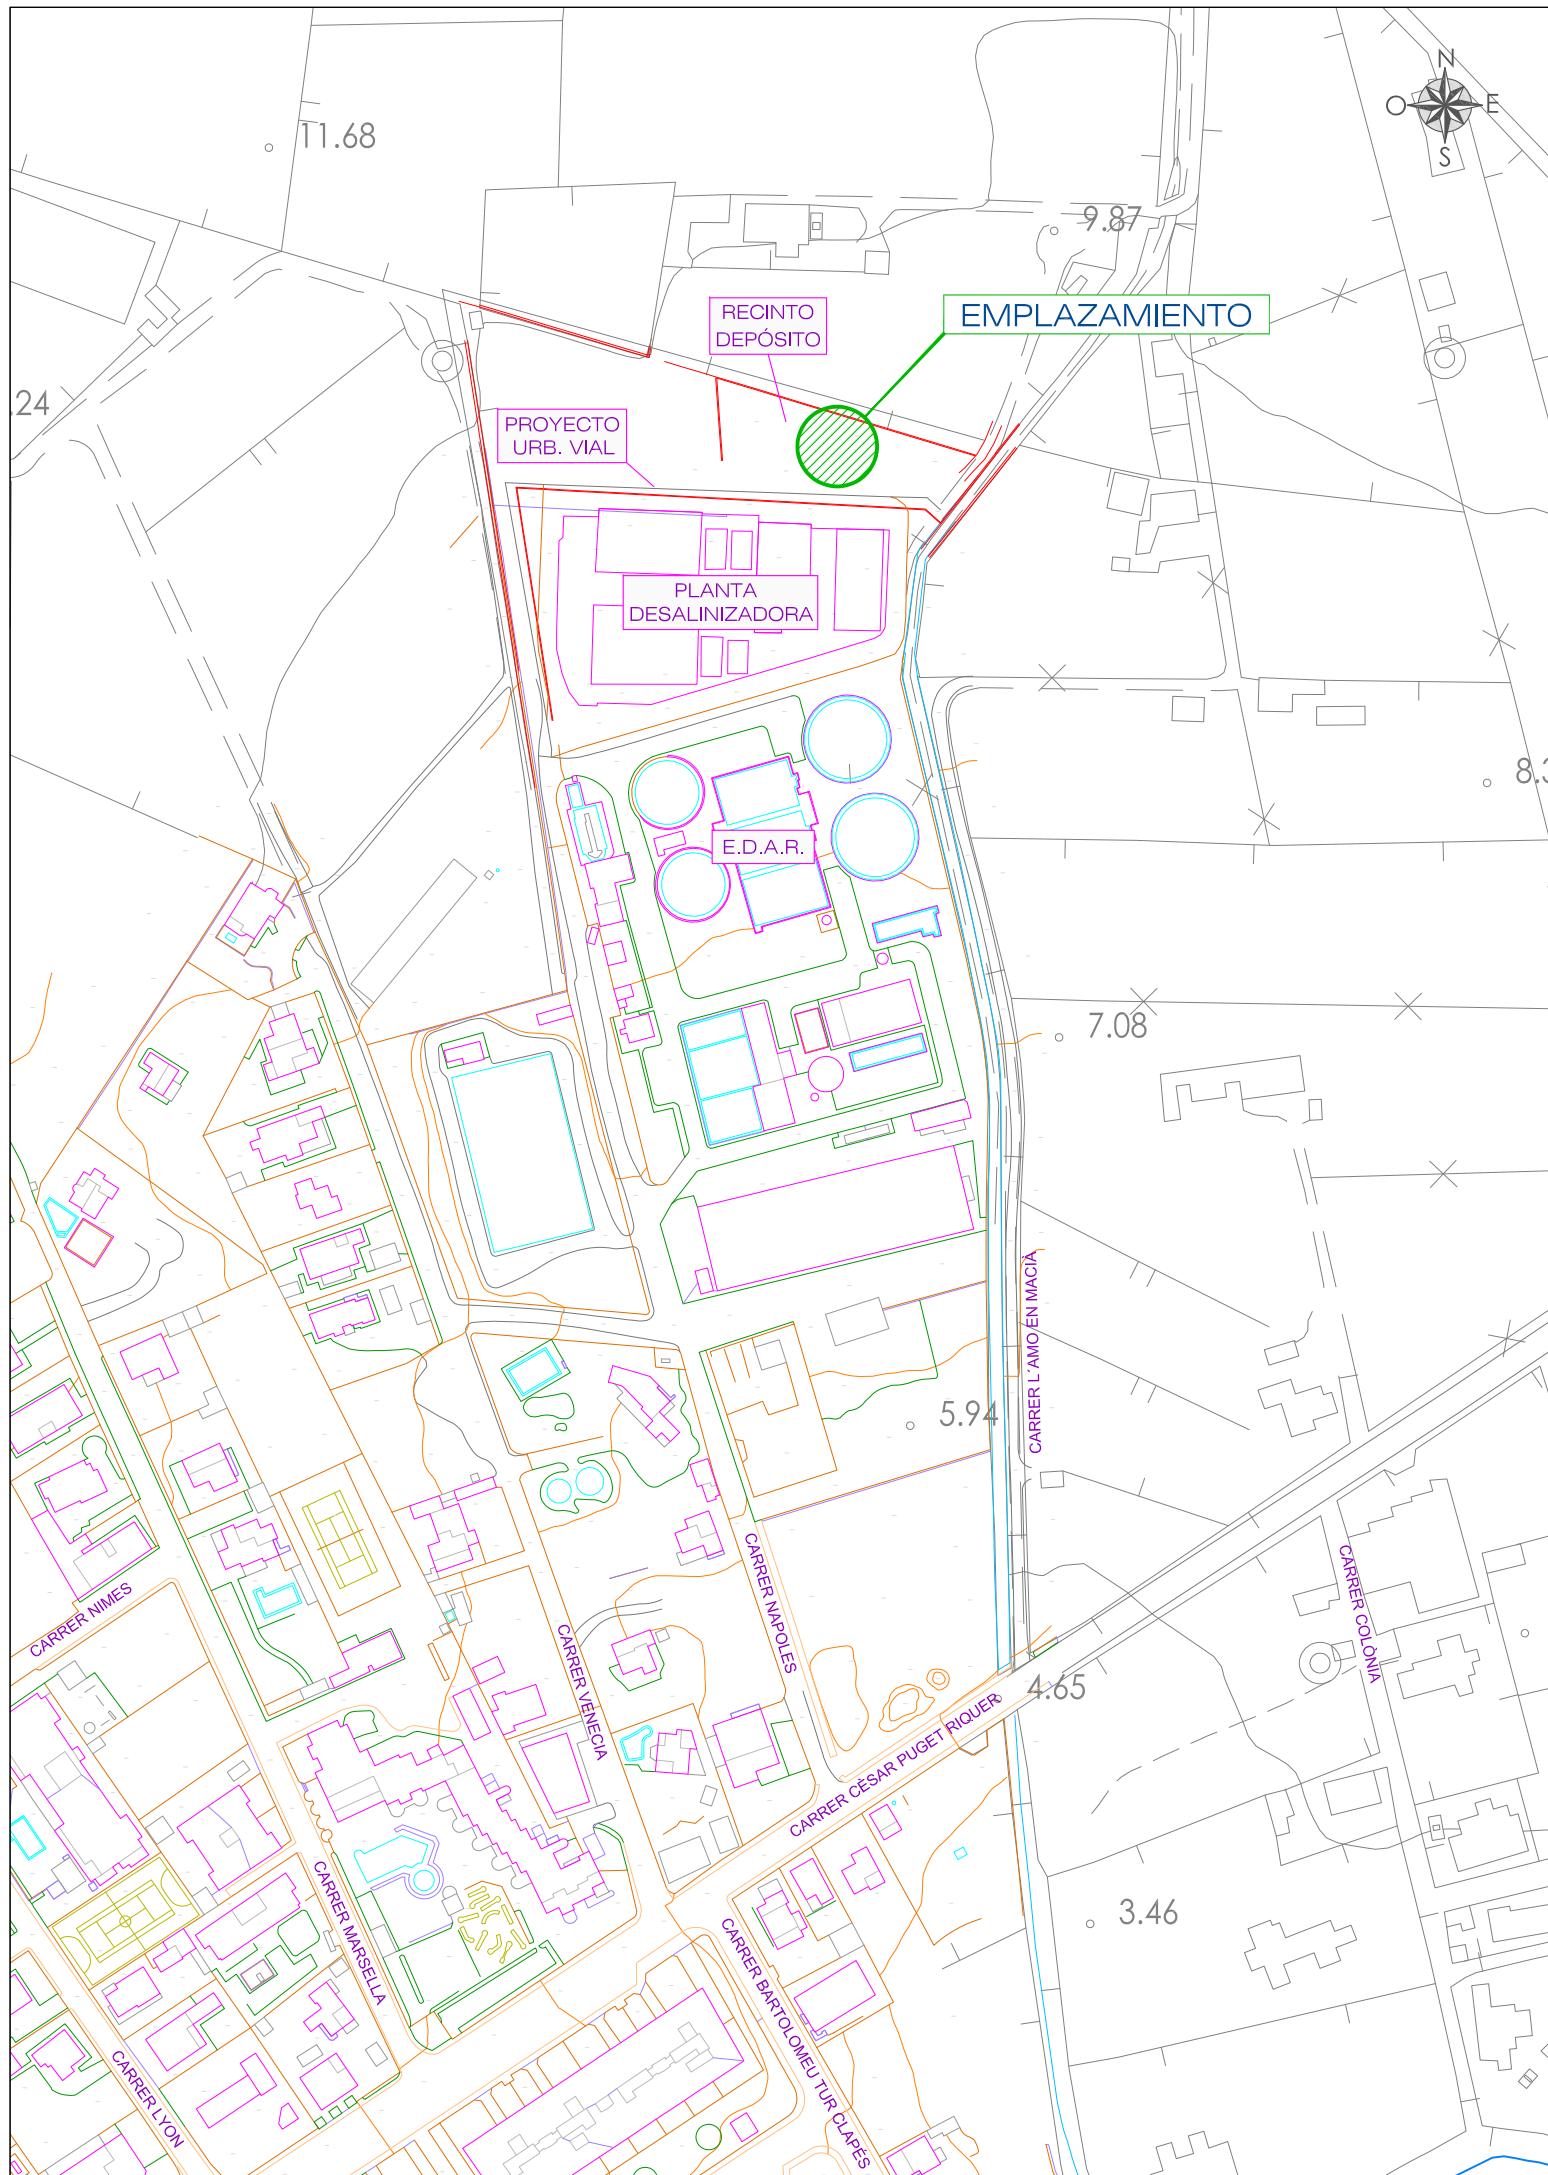 N
O
E
S
11.68
9.87
EMPLAZAMIENTO
RECINTO
DEPÓSITO
.24
PROYECTO
URB. VIAL
PLANTA
DESALINIZADORA
E.D.A.R.
7.08
CARRER L´AMO EN MACIÀ
5.94
CARRER NAPOLES
CARRER COLÒNIA
CARRER NIMES
CARRER VENECIA
4.65
CARRER CÈSAR PUGET RIQUER
CARRER MARSELLA
3.46
CARRER BARTOLOMEU TUR CLAPÉS
CARRER LYON